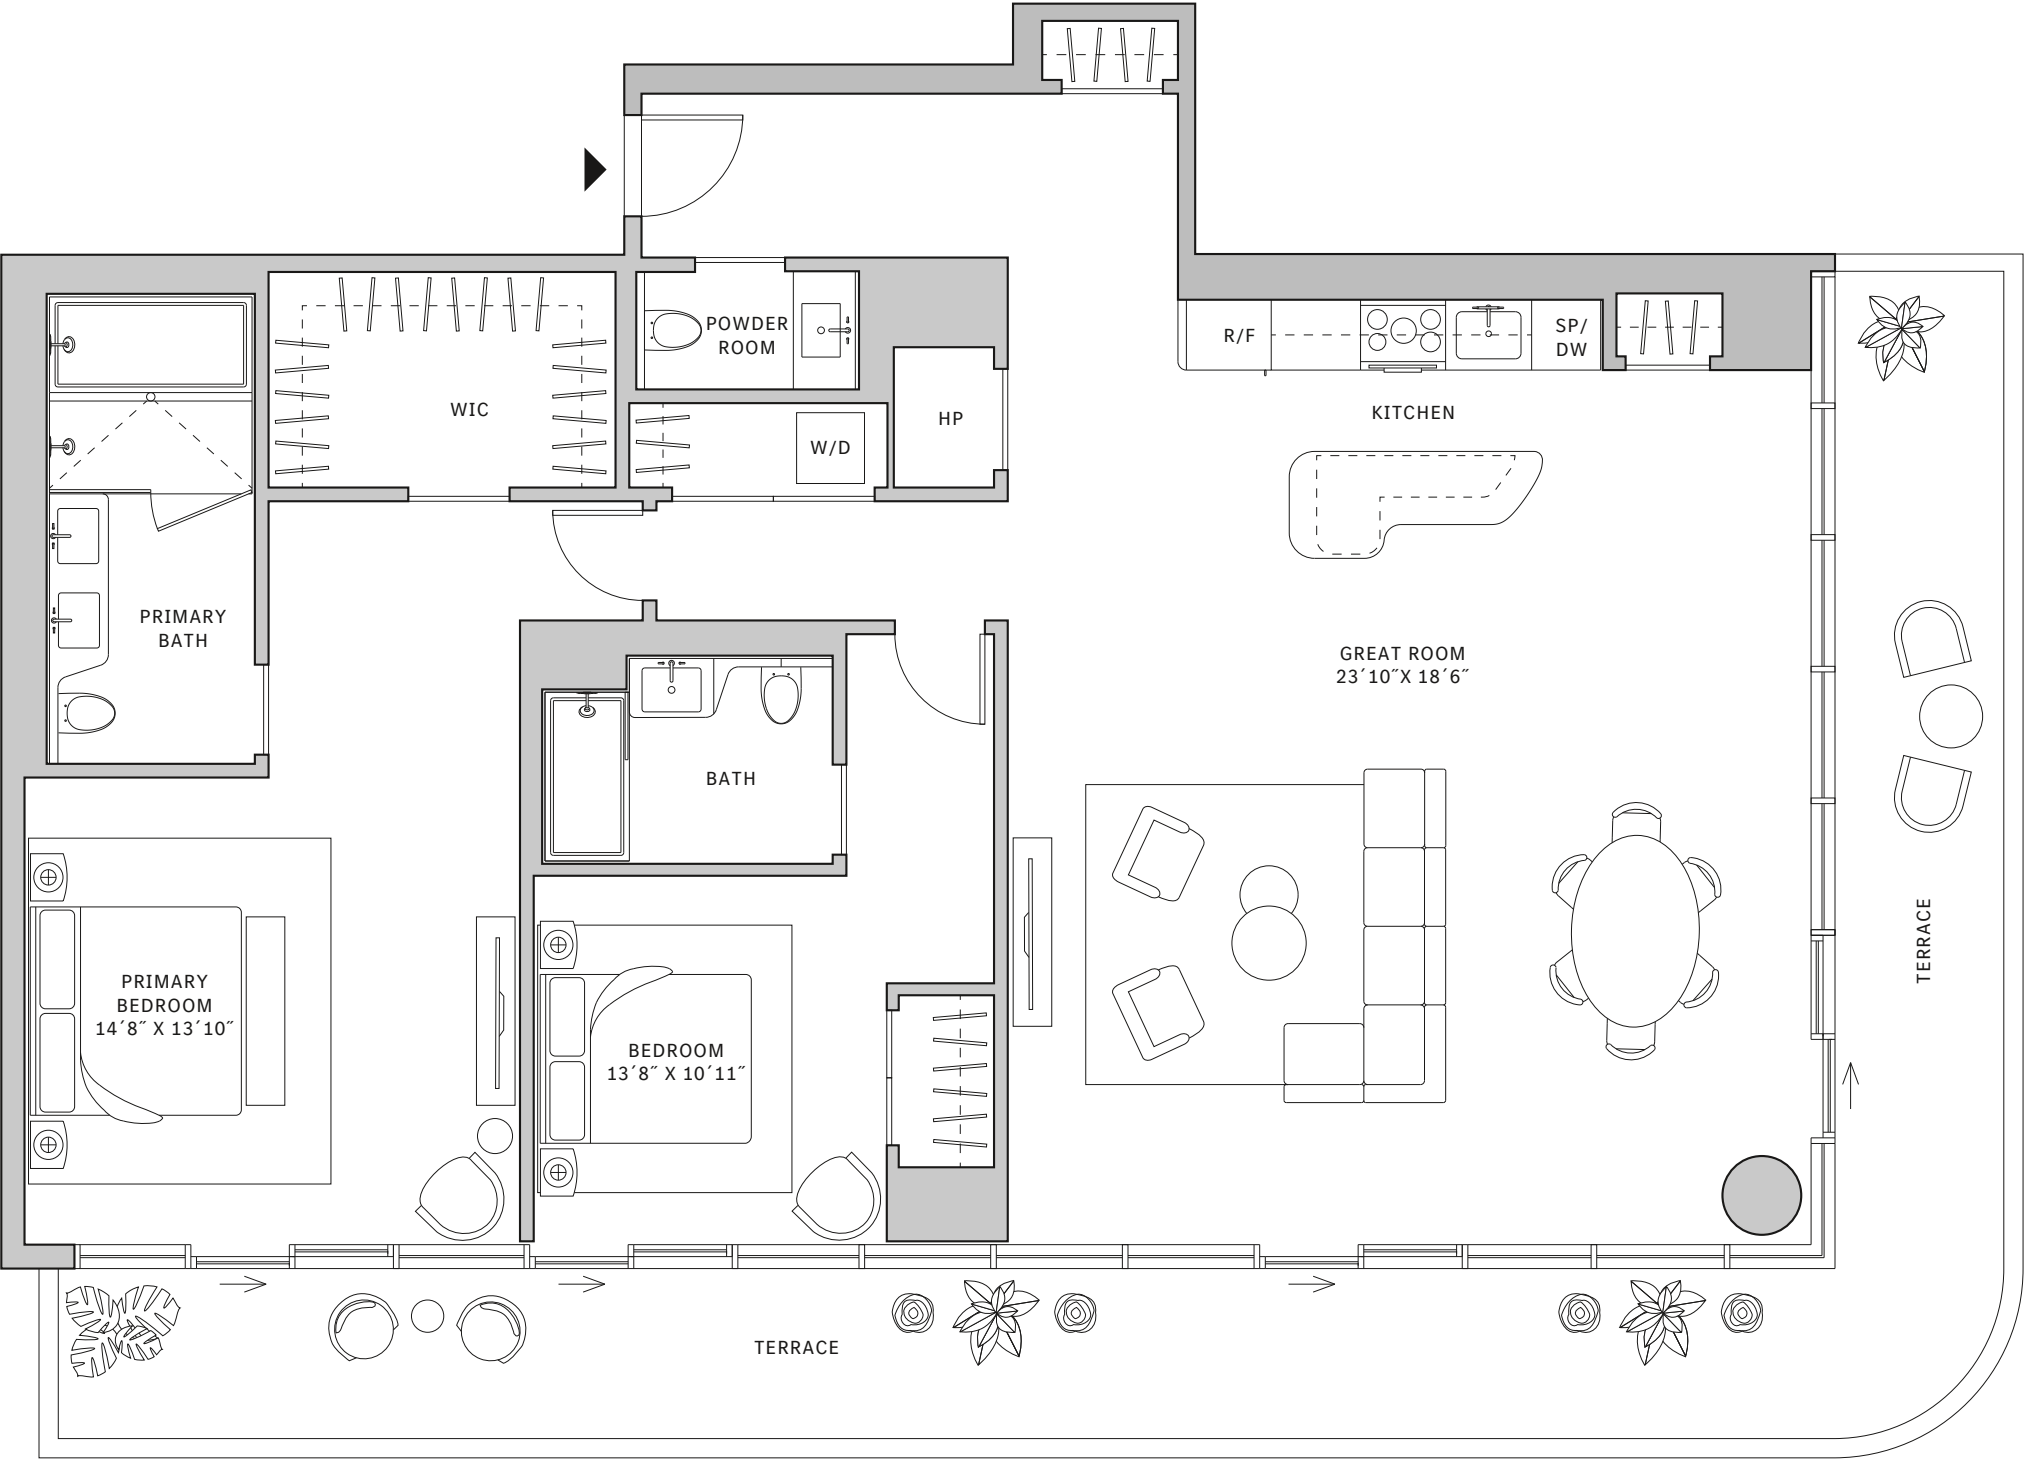 POWDER
ROOM
R/F
SP/
DW
WIC
HP
KITCHEN
W/D
PRIMARY
BATH
GREAT ROOM
23´10˝X 18´6˝
BATH
TERRACE
PRIMARY
BEDROOM
14´8˝ X 13´10˝
BEDROOM
13´8˝ X 10´11˝
TERRACE